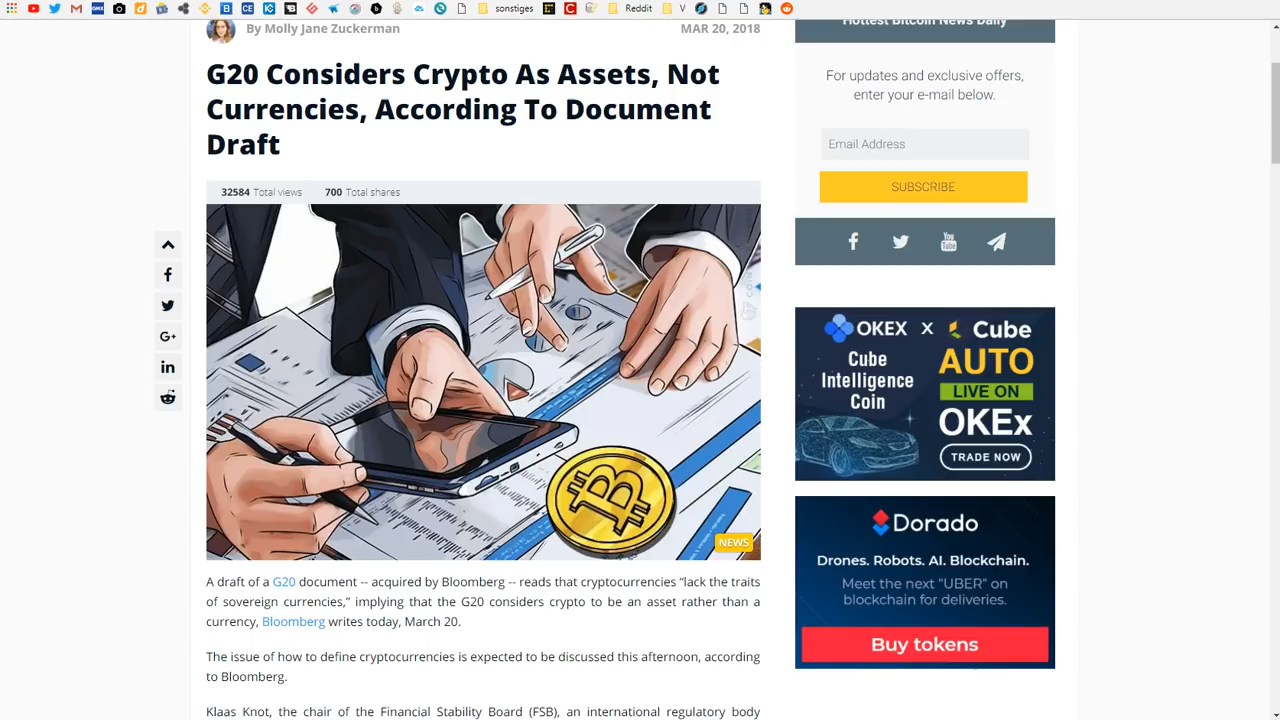 sonstiges
Reddit
V
By Molly Jane Zuckerman
MAR 20, 2018
G20 Considers Crypto As Assets, Not
Currencies, According To Document
Draft
32584 Total views 700 Total shares
NEWS
A draft of a G20 document -- acquired by Bloomberg -- reads that cryptocurrencies “lack the traits
of sovereign currencies,” implying that the G20 considers crypto to be an asset rather than a
currency, Bloomberg writes today, March 20.
The issue of how to define cryptocurrencies is expected to be discussed this afternoon, according
to Bloomberg.
Klaas Knot, the chair of the Financial Stability Board (FSB), an international regulatory body
Hottest Bitcoin News Daily
For updates and exclusive offers,
enter your e-mail below.
Email Address
SUBSCRIBE
You
Tube
OKEX X Cube
Cube
Intelligence
Coin
AUTO
LIVE ON
OKEx
TRADE NOW
Dorado
Drones. Robots. AI. Blockchain.
Meet the next "UBER" on
blockchain for deliveries.
Buy tokens